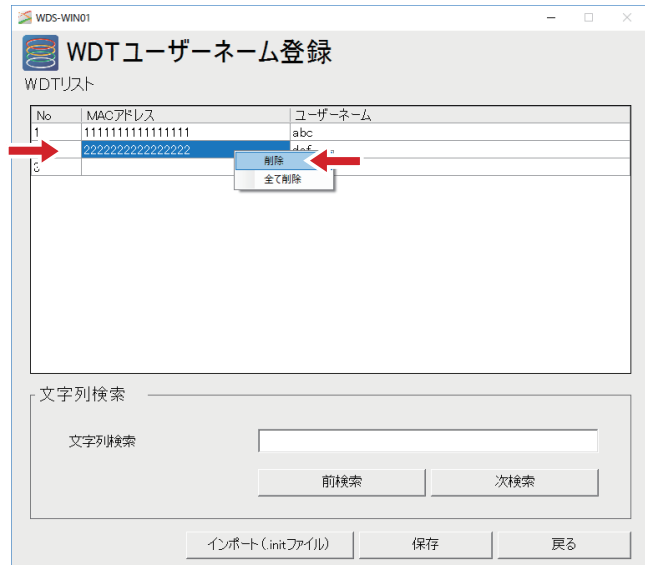 WDS-WIN01
WDTユーザーネーム登録
WDTリスト
No MACアドレス ユーザーネーム
1 1111111111111111 abc
2222222222222222
削除
全て削除
文字列検索
文字列検索
前検索 次検索
インポート(.initファイル) 保存 戻る